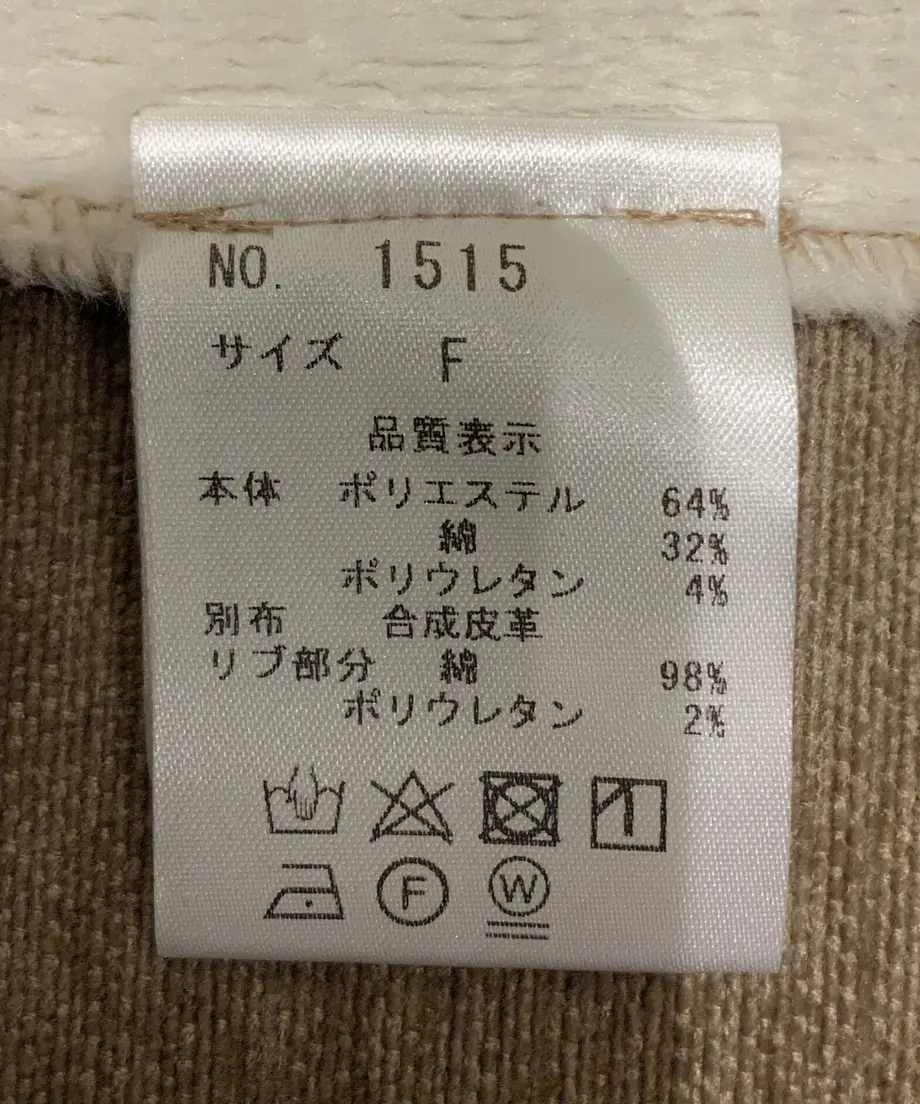 NO. 1515
サイズ F
品質表示
本体 ポリエステル 64%
綿 32%
ポリウレタン 4%
別布 合成皮革
リブ部分 綿 98%
ポリウレタン 2%
F W